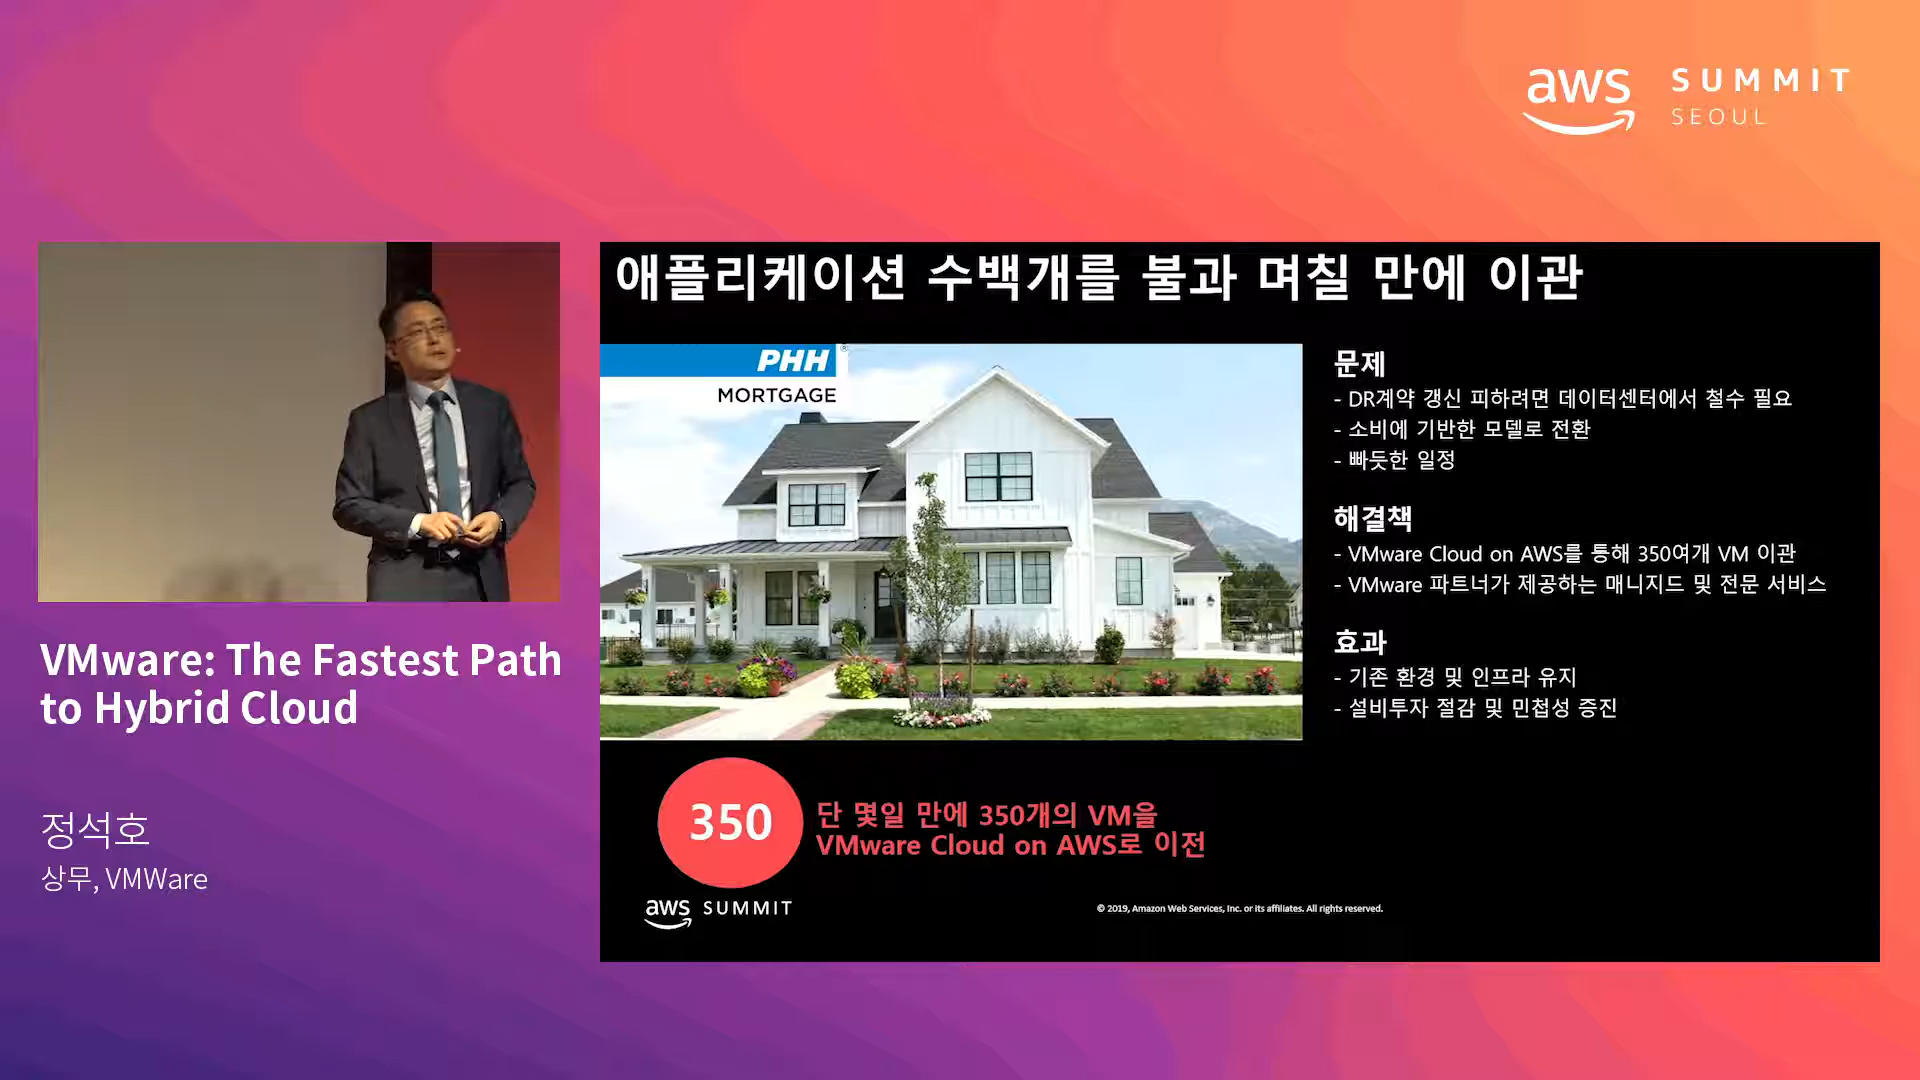 aws SUMMIT
SEOUL
VMware: The Fastest Path
to Hybrid Cloud
정석호
상무, VMWare
애플리케이션 수백개를 불과 며칠 만에 이관
PHH®
MORTGAGE
문제
- DR계약 갱신 피하려면 데이터센터에서 철수 필요
- 소비에 기반한 모델로 전환
- 빠듯한 일정
해결책
- VMware Cloud on AWS를 통해 350여개 VM 이관
- VMware 파트너가 제공하는 매니지드 및 전문 서비스
효과
- 기존 환경 및 인프라 유지
- 설비투자 절감 및 민첩성 증진
350
단 몇일 만에 350개의 VM을
VMware Cloud on AWS로 이전
aws SUMMIT
© 2019, Amazon Web Services, Inc. or its affiliates. All rights reserved.